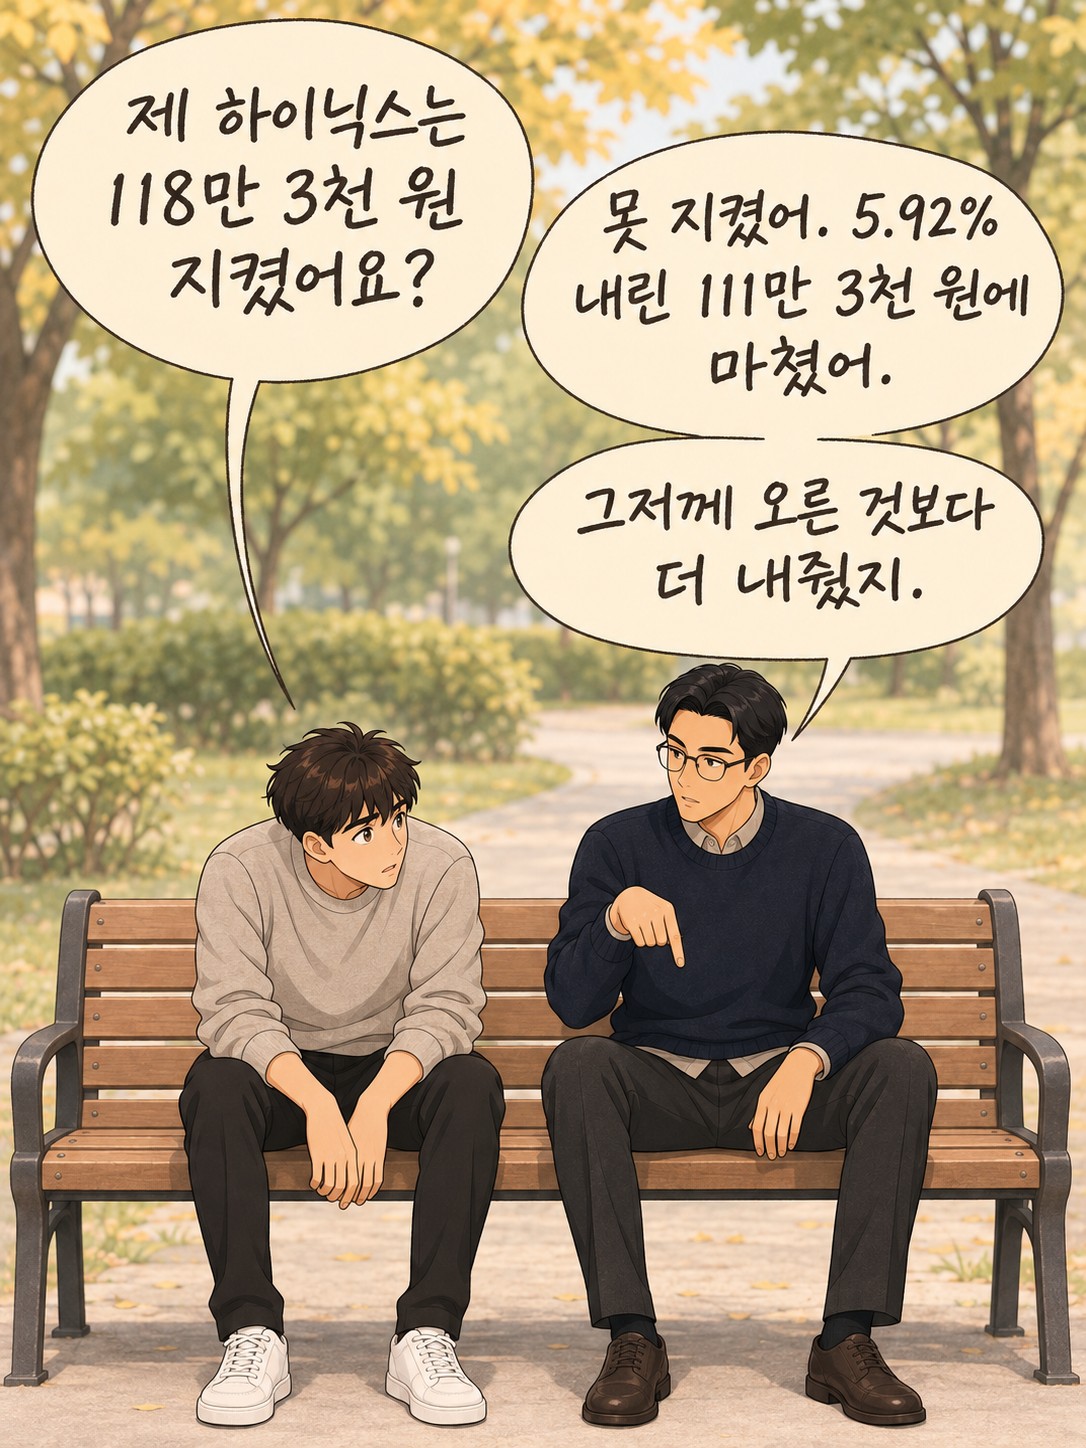 제 하이닉스는
118만 3천 원
지켰어요?
못 지켰어. 5.92%
내린 111만 3천 원에
마쳤어.
그저께 오른 것보다
더 내줬지.